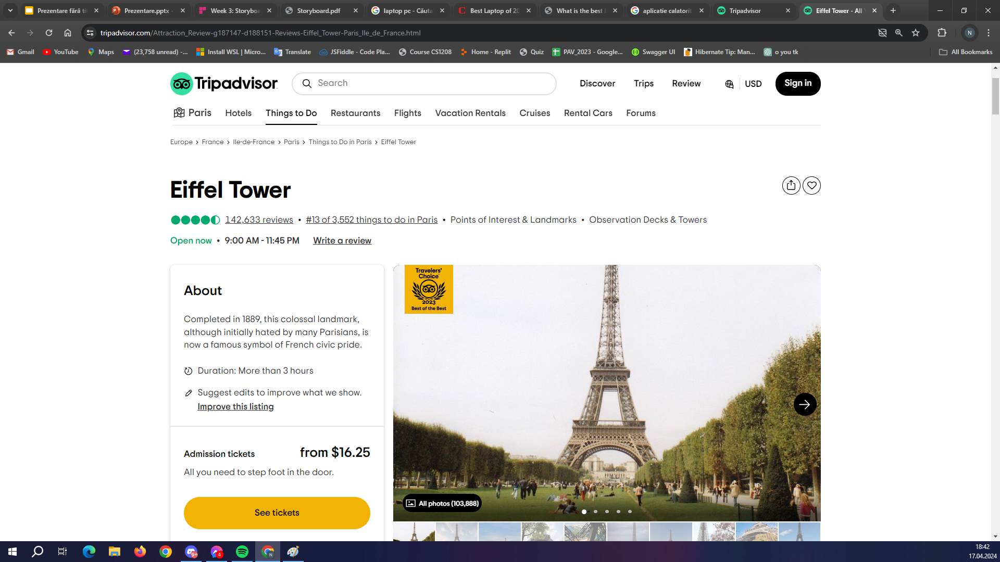 Prezentare fără ti
Prezentare.pptx -
Week 3: Storyboa
Storyboard.pdf
laptop pc - Căuta
Best Laptop of 20
What is the best l
aplicatie calatorit
Tripadvisor
Eiffel Tower - All
tripadvisor.com/Attraction_Review-g187147-d188151-Reviews-Eiffel_Tower-Paris_Ile_de_France.html
N
Gmail
YouTube
Maps
(23,758 unread) -...
Install WSL | Micro...
Translate
JSFiddle - Code Pla...
Course CS1208
Home - Replit
Quiz
PAV_2023 - Google...
Swagger UI
Hibernate Tip: Man...
o you tk
All Bookmarks
Tripadvisor
Search
Discover
Trips
Review
USD
Sign in
Paris
Hotels
Things to Do
Restaurants
Flights
Vacation Rentals
Cruises
Rental Cars
Forums
Europe > France > Ile-de-France > Paris > Things to Do in Paris > Eiffel Tower
Eiffel Tower
142,633 reviews • #13 of 3,552 things to do in Paris • Points of Interest & Landmarks • Observation Decks & Towers
Open now • 9:00 AM - 11:45 PM Write a review
About
Completed in 1889, this colossal landmark,
although initially hated by many Parisians, is
now a famous symbol of French civic pride.
Duration: More than 3 hours
Suggest edits to improve what we show.
Improve this listing
Admission tickets from $16.25
All you need to step foot in the door.
See tickets
Travelers'
Choice
2023
Best of the Best
All photos (103,888)
9+
4
N
18:42
17.04.2024